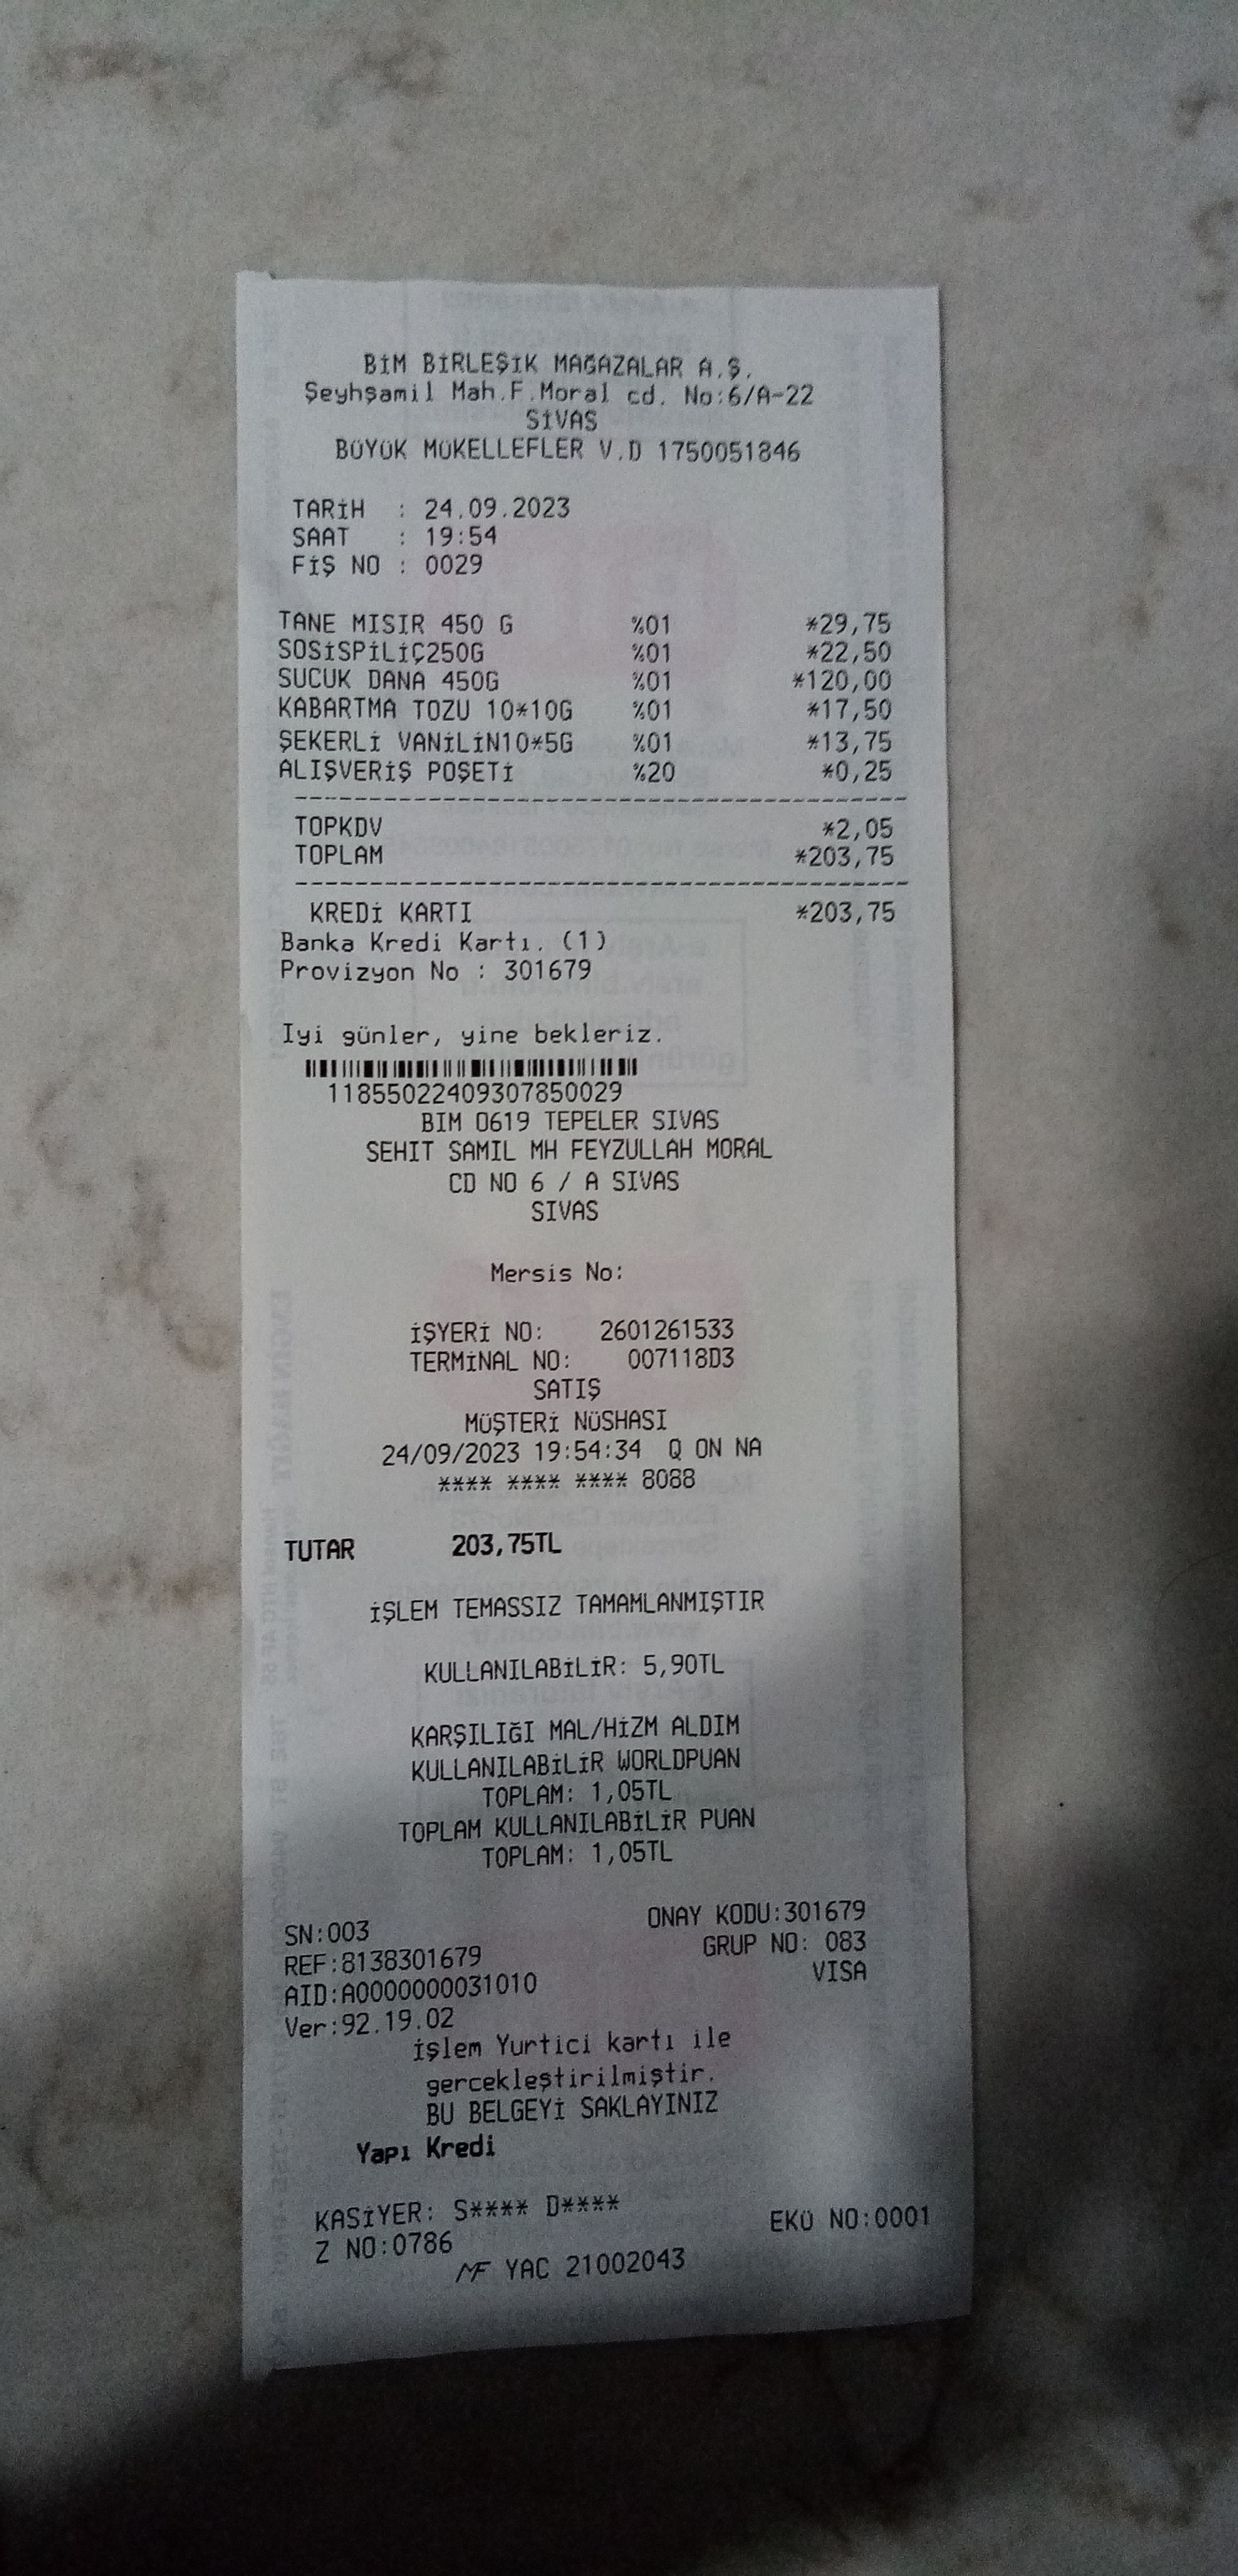 BİM BİRLEŞİK MAĞAZALAR A.Ş.
Şeyhşamil Mah.F.Moral cd. No:6/A-22
SİVAS
BÜYÜK MÜKELLEFLER V.D 1750051846
TARİH : 24.09.2023
SAAT : 19:54
FİŞ NO : 0029
TANE MISIR 450 G %01 *29,75
SOSİSPİLİÇ250G %01 *22,50
SUCUK DANA 450G %01 *120,00
KABARTMA TOZU 10*10G %01 *17,50
ŞEKERLİ VANİLİN10*5G %01 *13,75
ALIŞVERİŞ POŞETİ %20 *0,25
TOPKDV *2,05
TOPLAM *203,75
KREDİ KARTI *203,75
Banka Kredi Kartı. (1)
Provizyon No : 301679
Iyi günler, yine bekleriz.
11855022409307850029
BIM 0619 TEPELER SIVAS
SEHIT SAMIL MH FEYZULLAH MORAL
CD NO 6 / A SIVAS
SIVAS
Mersis No:
İŞYERİ NO: 2601261533
TERMİNAL NO: 007118D3
SATIŞ
MÜŞTERİ NÜSHASI
24/09/2023 19:54:34 Q ON NA
**** **** **** 8088
TUTAR 203,75TL
İŞLEM TEMASSIZ TAMAMLANMIŞTIR
KULLANILABİLİR: 5,90TL
KARŞILIĞI MAL/HİZM ALDIM
KULLANILABİLİR WORLDPUAN
TOPLAM: 1,05TL
TOPLAM KULLANILABİLİR PUAN
TOPLAM: 1,05TL
SN:003 ONAY KODU:301679
REF:8138301679 GRUP NO: 083
AID:A0000000031010 VISA
Ver:92.19.02
İşlem Yurtici kartı ile
gercekleştirilmiştir.
BU BELGEYİ SAKLAYINIZ
Yapı Kredi
KASİYER: S**** D****
Z NO:0786 EKÜ NO:0001
MF YAC 21002043